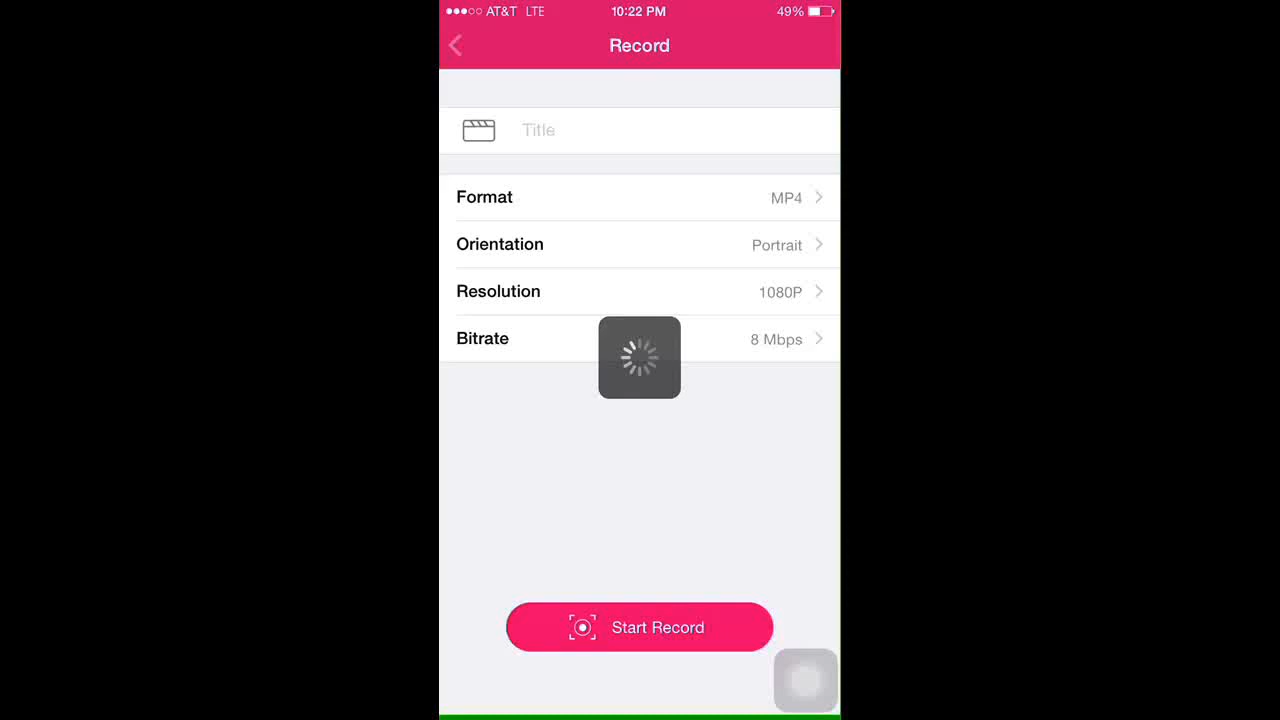 AT&T LTE 10:22 PM 49%
Record
Title
Format MP4
Orientation Portrait
Resolution 1080P
Bitrate 8 Mbps
Start Record